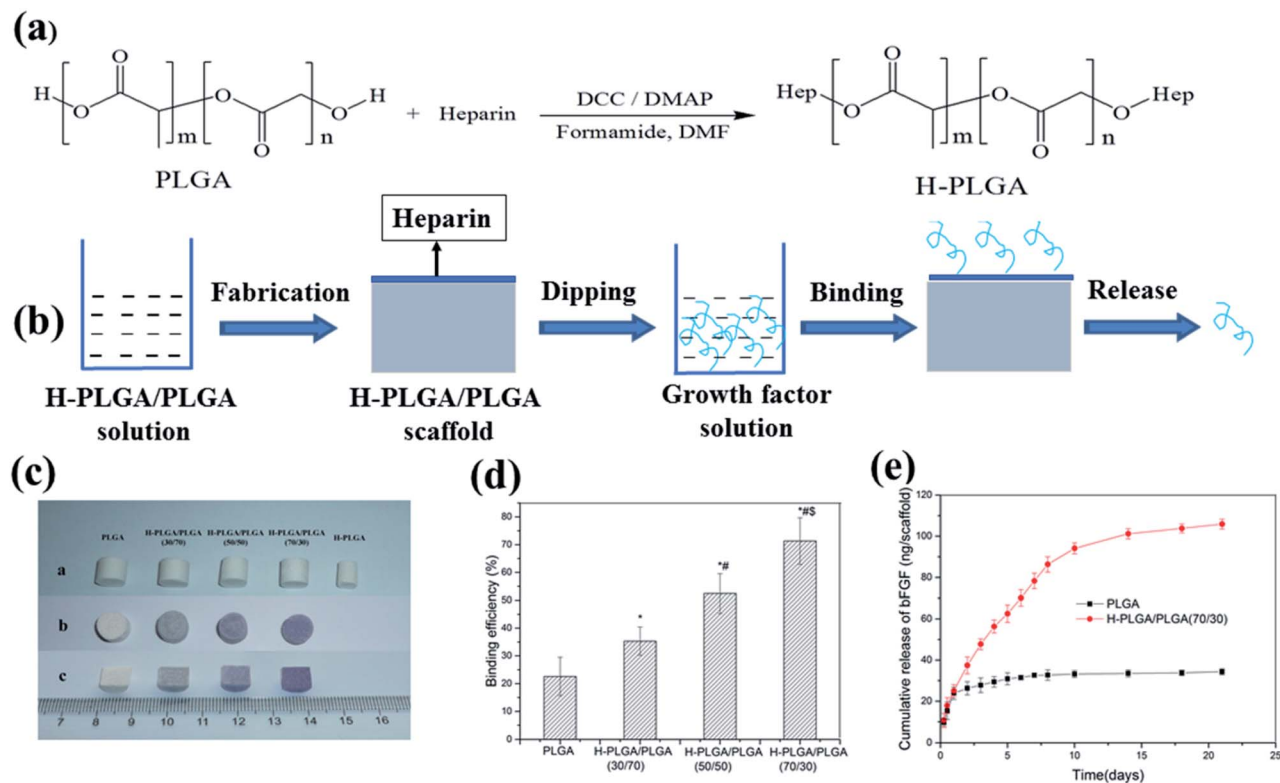 (a)
H O O m O O n O H
PLGA
+ Heparin
DCC / DMAP
Formamide, DMF
Hep O O m O O n O Hep
H-PLGA
(b)
Heparin
Fabrication
Dipping
Binding
Release
H-PLGA/PLGA
solution
H-PLGA/PLGA
scaffold
Growth factor
solution
(c)
PLGA
H-PLGA/PLGA
(30/70)
H-PLGA/PLGA
(50/50)
H-PLGA/PLGA
(70/30)
H-PLGA
a
b
c
7 8 9 10 11 12 13 14 15 16
(d)
Binding efficiency (%)
80
70
60
50
40
30
20
10
0
*
*#
*#$
PLGA
H-PLGA/PLGA
(30/70)
H-PLGA/PLGA
(50/50)
H-PLGA/PLGA
(70/30)
(e)
Cumulative release of bFGF (ng/scaffold)
120
100
80
60
40
20
0
PLGA
H-PLGA/PLGA(70/30)
0 5 10 15 20 25
Time(days)